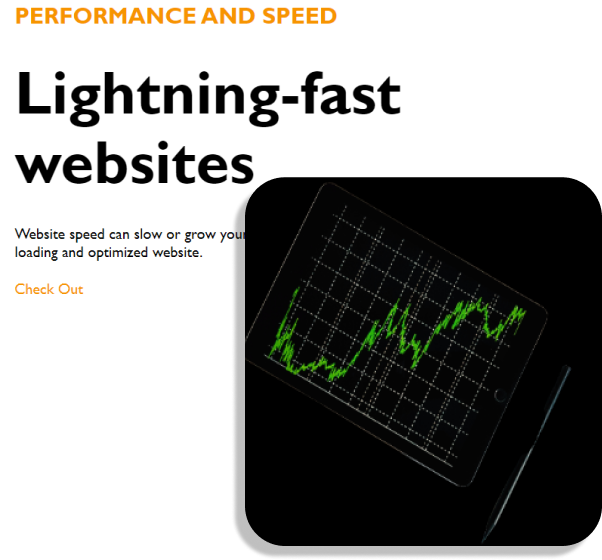 PERFORMANCE AND SPEED
Lightning-fast
websites
Website speed can slow or grow your
loading and optimized website.
Check Out